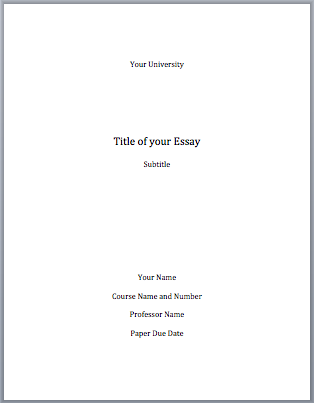 Your University
Title of your Essay
Subtitle
Your Name
Course Name and Number
Professor Name
Paper Due Date